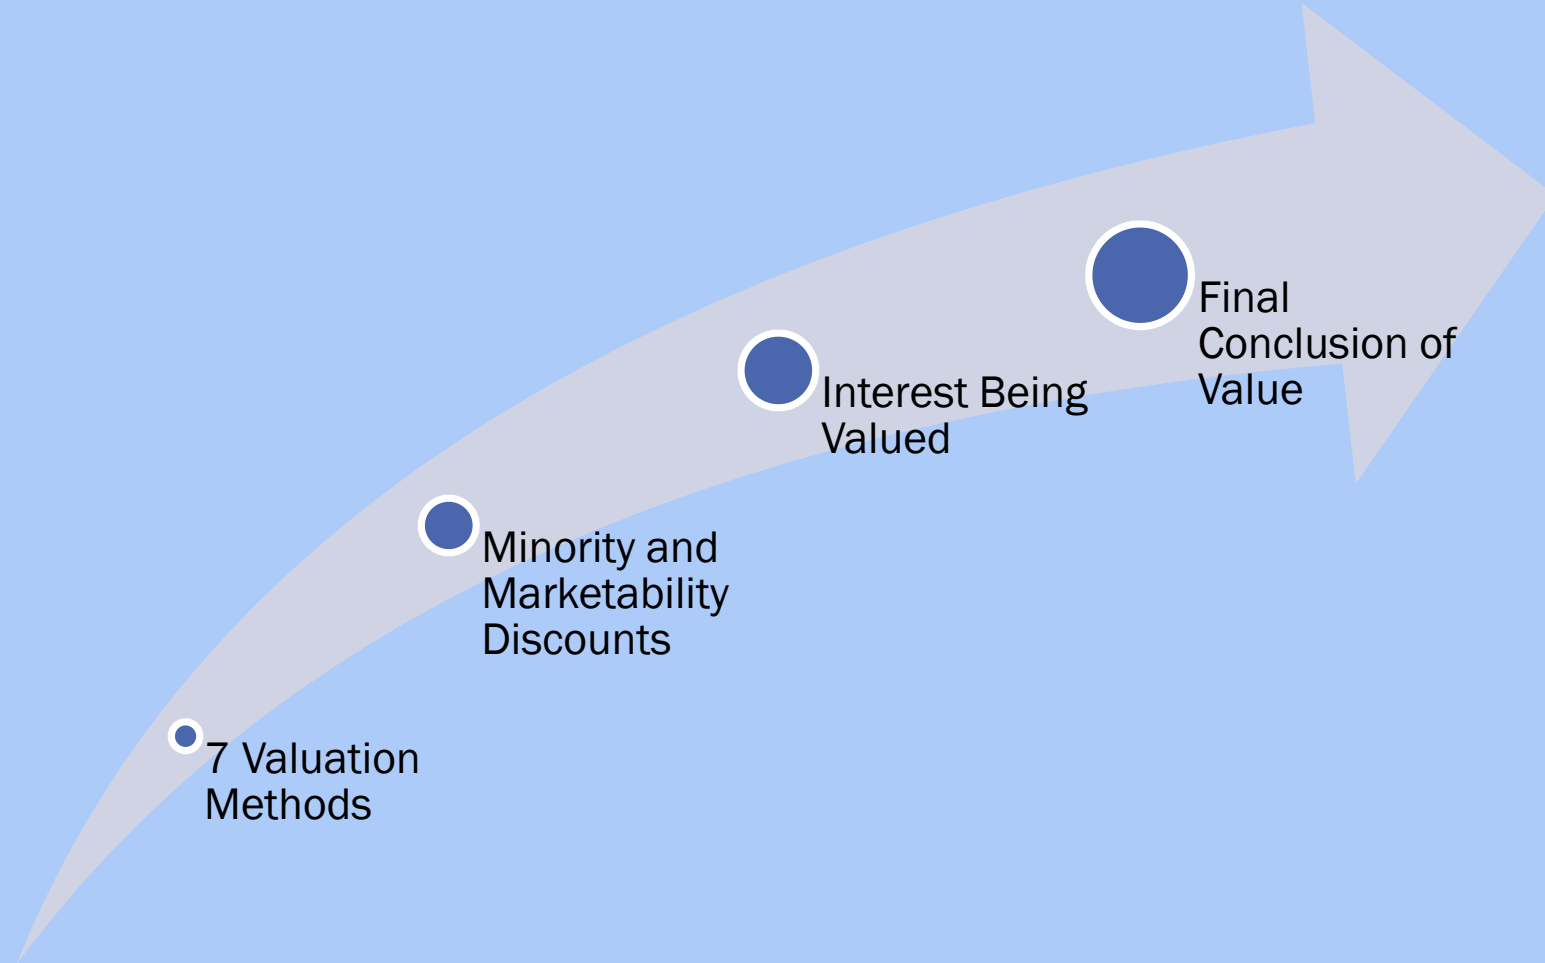 7 Valuation
Methods
Minority and
Marketability
Discounts
Interest Being
Valued
Final
Conclusion of
Value